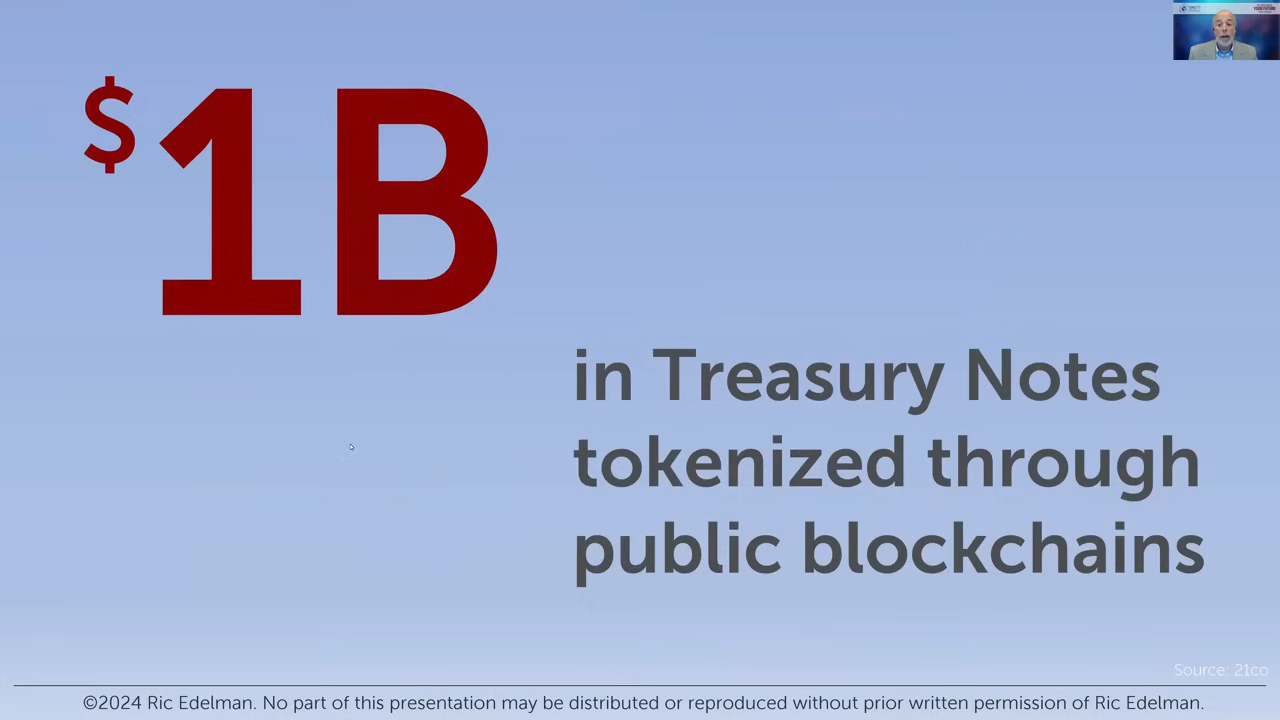 $1B
in Treasury Notes
tokenized through
public blockchains
Source: 21co
©2024 Ric Edelman. No part of this presentation may be distributed or reproduced without prior written permission of Ric Edelman.